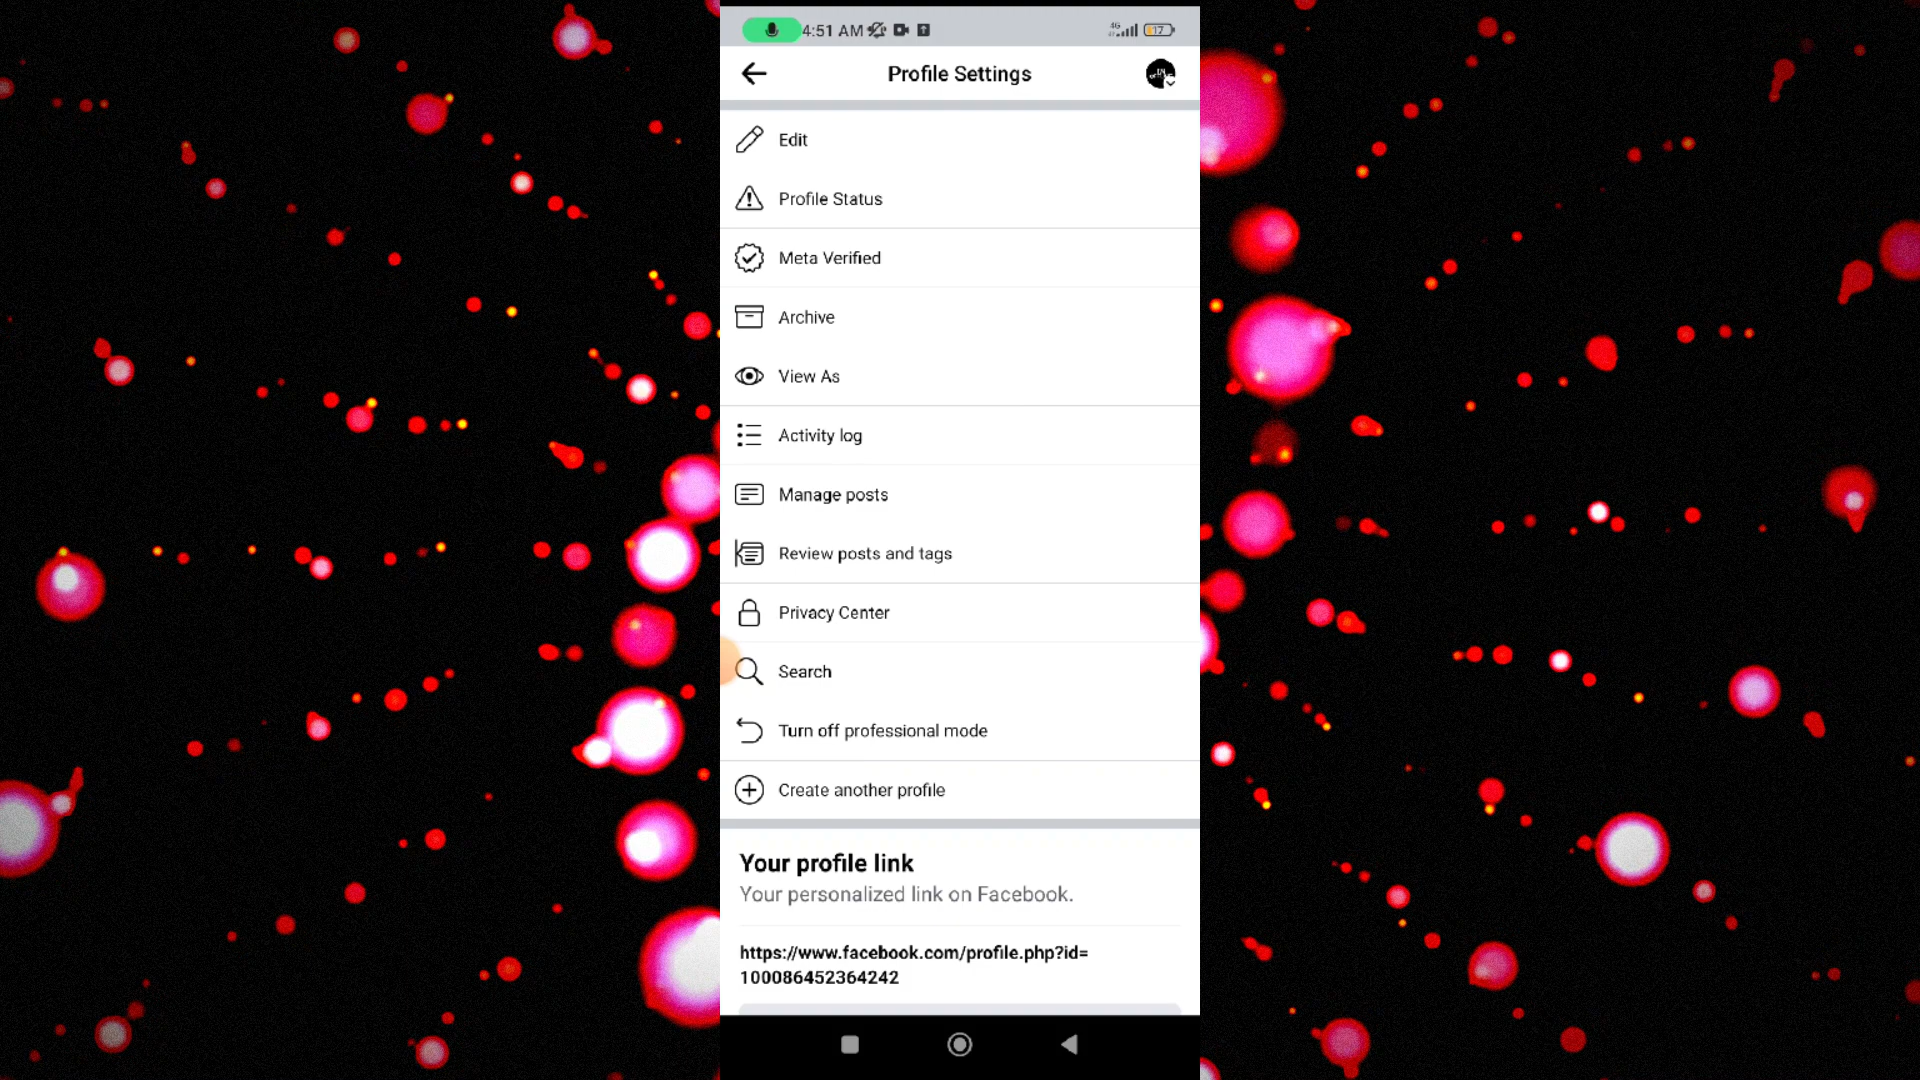 4:51 AM
4G
17
Profile Settings
Edit
Profile Status
Meta Verified
Archive
View As
Activity log
Manage posts
Review posts and tags
Privacy Center
Search
Turn off professional mode
Create another profile
Your profile link
Your personalized link on Facebook.
https://www.facebook.com/profile.php?id=
100086452364242